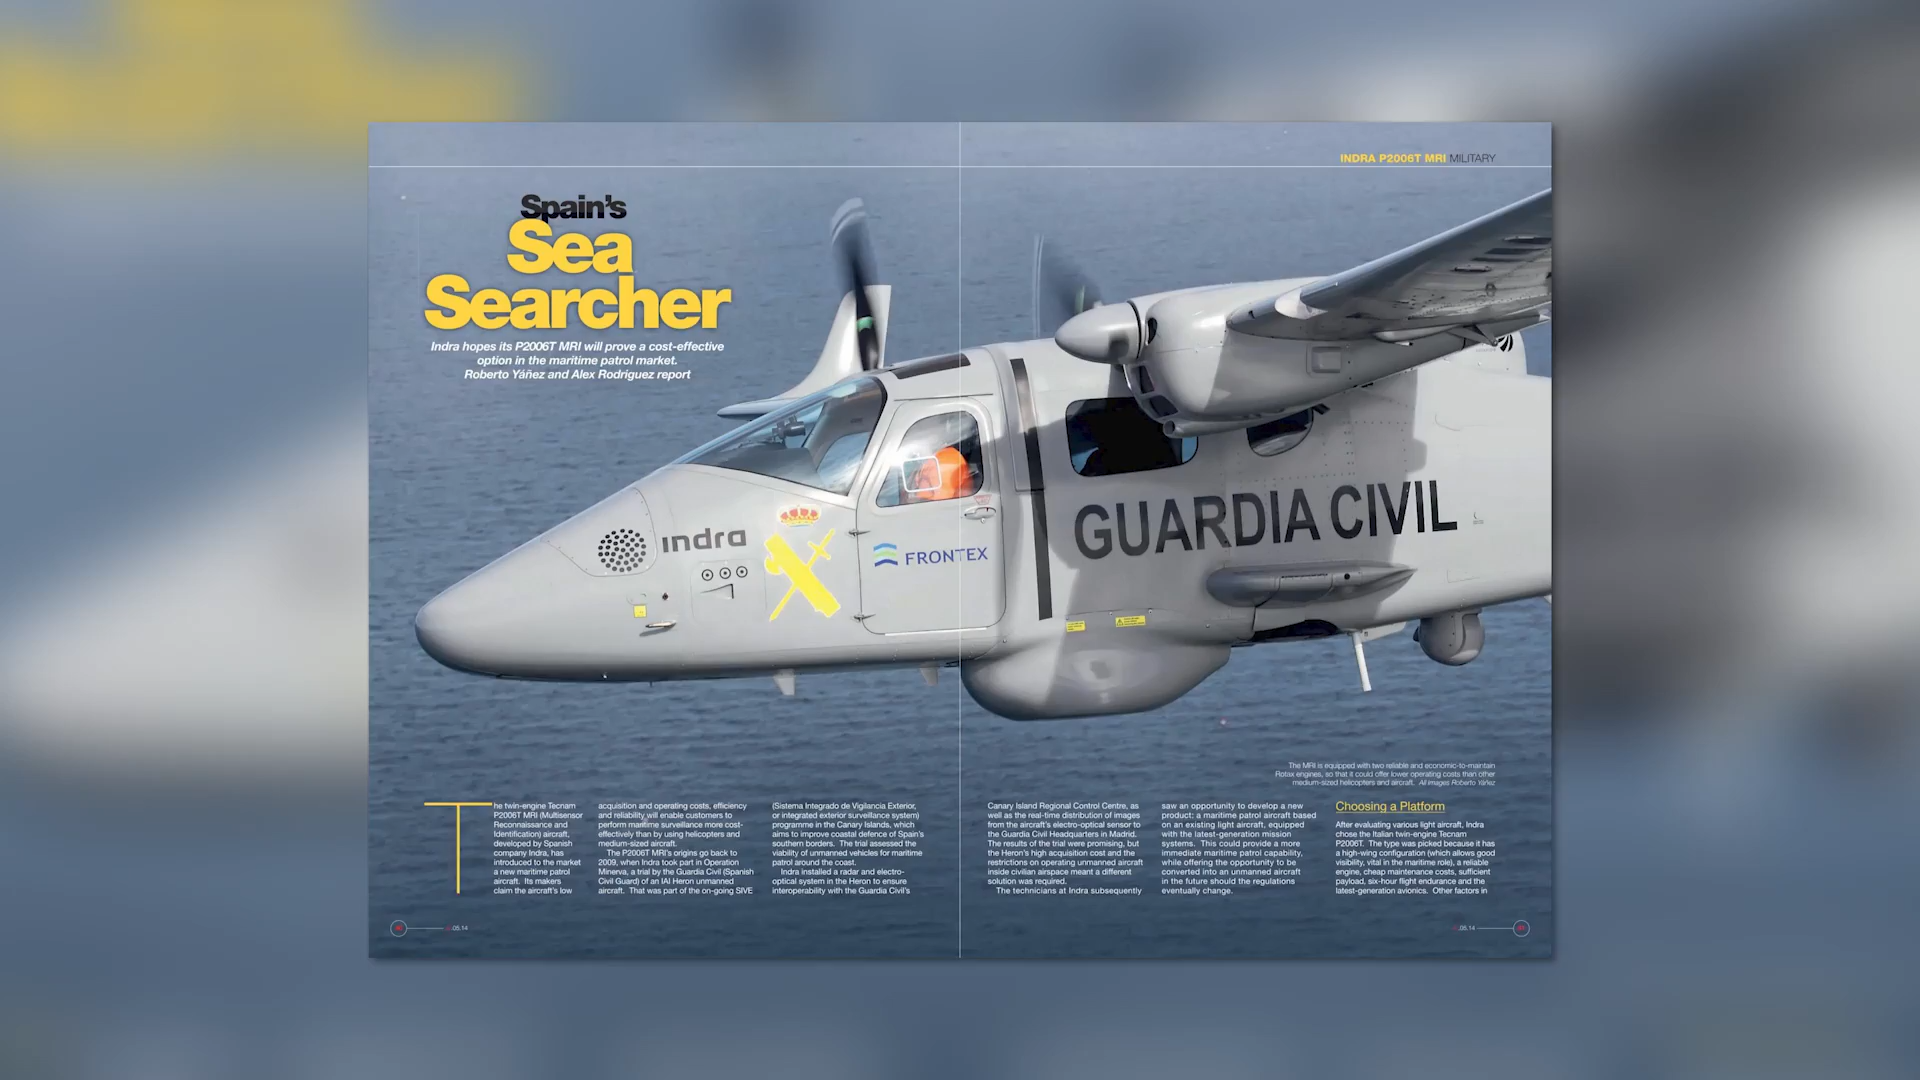 INDRA P2006T MRI MILITARY
Spain's
Sea
Searcher
Indra hopes its P2006T MRI will prove a cost-effective
option in the maritime patrol market.
Roberto Yáñez and Alex Rodriguez report
indra
FRONTEX
GUARDIA CIVIL
The MRI is equipped with two reliable and economic-to-maintain
Rotax engines, so that it could offer lower operating costs than other
medium-sized helicopters and aircraft. All images Roberto Yáñez
The twin-engine Tecnam
P2006T MRI (Multisensor
Reconnaissance and
Identification) aircraft,
developed by Spanish
company Indra, has
introduced to the market
a new maritime patrol
aircraft. Its makers
claim the aircraft's low
acquisition and operating costs, efficiency
and reliability will enable customers to
perform maritime surveillance more cost-
effectively than by using helicopters and
medium-sized aircraft.
The P2006T MRI's origins go back to
2009, when Indra took part in Operation
Minerva, a trial by the Guardia Civil (Spanish
Civil Guard) of an IAI Heron unmanned
aircraft. That was part of the on-going SIVE
(Sistema Integrado de Vigilancia Exterior,
or integrated exterior surveillance system)
programme in the Canary Islands, which
aims to improve coastal defence of Spain's
southern borders. The trial assessed the
viability of unmanned vehicles for maritime
patrol around the coast.
Indra installed a radar and electro-
optical system in the Heron to ensure
interoperability with the Guardia Civil's
Canary Island Regional Control Centre, as
well as the real-time distribution of images
from the aircraft's electro-optical sensor to
the Guardia Civil Headquarters in Madrid.
The results of the trial were promising, but
the Heron's high acquisition cost and the
restrictions on operating unmanned aircraft
inside civilian airspace meant a different
solution was required.
The technicians at Indra subsequently
saw an opportunity to develop a new
product: a maritime patrol aircraft based
on an existing light aircraft, equipped
with the latest-generation mission
systems. This could provide a more
immediate maritime patrol capability,
while offering the opportunity to be
converted into an unmanned aircraft
in the future should the regulations
eventually change.
Choosing a Platform
After evaluating various light aircraft, Indra
chose the Italian twin-engine Tecnam
P2006T. The type was picked because it has
a high-wing configuration (which allows good
visibility, vital in the maritime role), a reliable
engine, cheap maintenance costs, sufficient
payload, six-hour flight endurance and the
latest-generation avionics. Other factors in
.05.14
.05.14